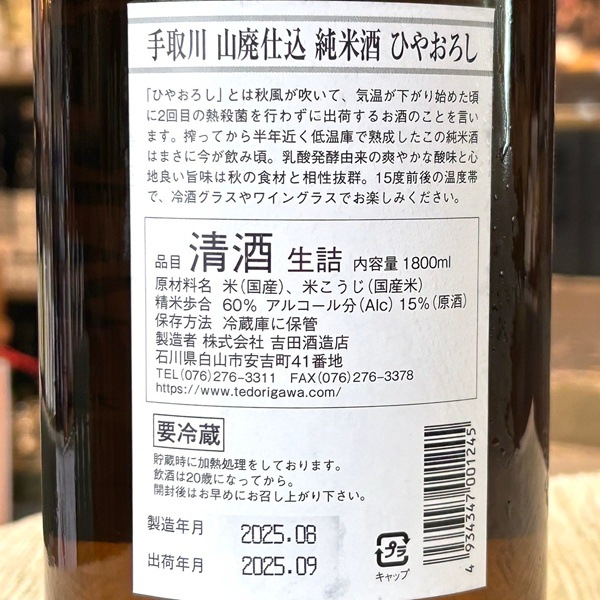 手取川 山廃仕込 純米酒 ひやおろし
「ひやおろし」とは秋風が吹いて、気温が下がり始めた頃
に2回目の熱殺菌を行わずに出荷するお酒のことを言い
ます。搾ってから半年近く低温庫で熟成したこの純米酒
はまさに今が飲み頃。乳酸発酵由来の爽やかな酸味と心
地良い旨味は秋の食材と相性抜群。15度前後の温度帯
で、冷酒グラスやワイングラスでお楽しみください。
品目 清酒 生詰 内容量 1800ml
原材料名 米(国産)、米こうじ(国産米)
精米歩合 60% アルコール分(Alc) 15%(原酒)
保存方法 冷蔵庫に保管
製造者 株式会社 吉田酒造店
石川県白山市安吉町41番地
TEL(076)276-3311 FAX(076)276-3378
https://www.tedorigawa.com/
要冷蔵
貯蔵時に加熱処理をしております。
飲酒は20歳になってから。
開封後はお早めにお召し上がり下さい。
製造年月 2025.08
出荷年月 2025.09
プラ
キャップ
4 934347 001245